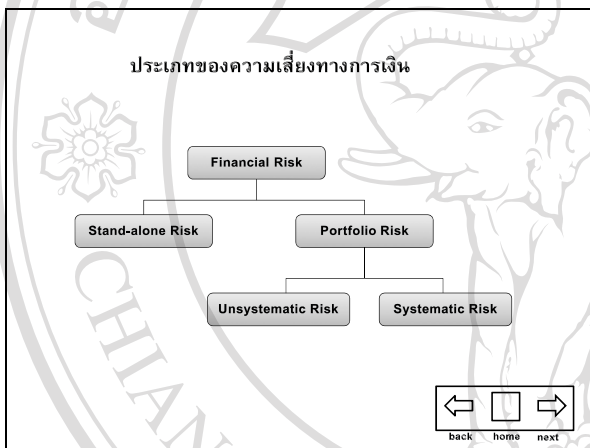 ประเภทของความเสี่ยงทางการเงิน
Financial Risk
Stand-alone Risk
Portfolio Risk
Unsystematic Risk
Systematic Risk
back home next
CHIAN